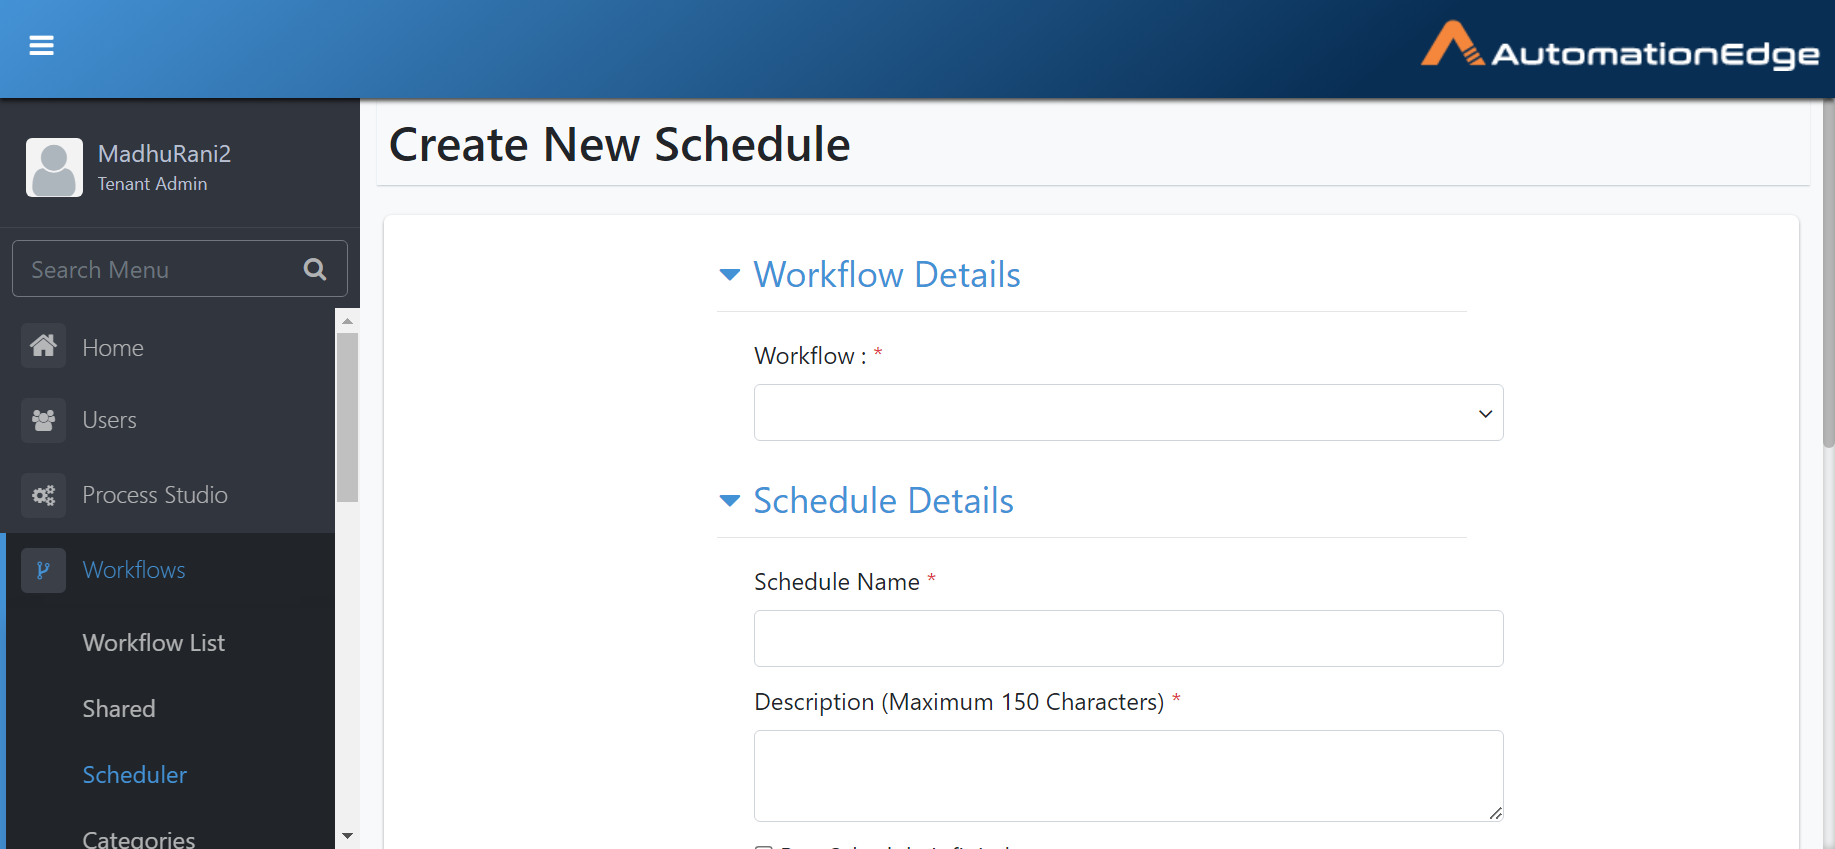 AutomationEdge
MadhuRani2
Tenant Admin
Search Menu
Home
Users
Process Studio
Workflows
Workflow List
Shared
Scheduler
Categories
Create New Schedule
Workflow Details
Workflow : *
Schedule Details
Schedule Name *
Description (Maximum 150 Characters) *